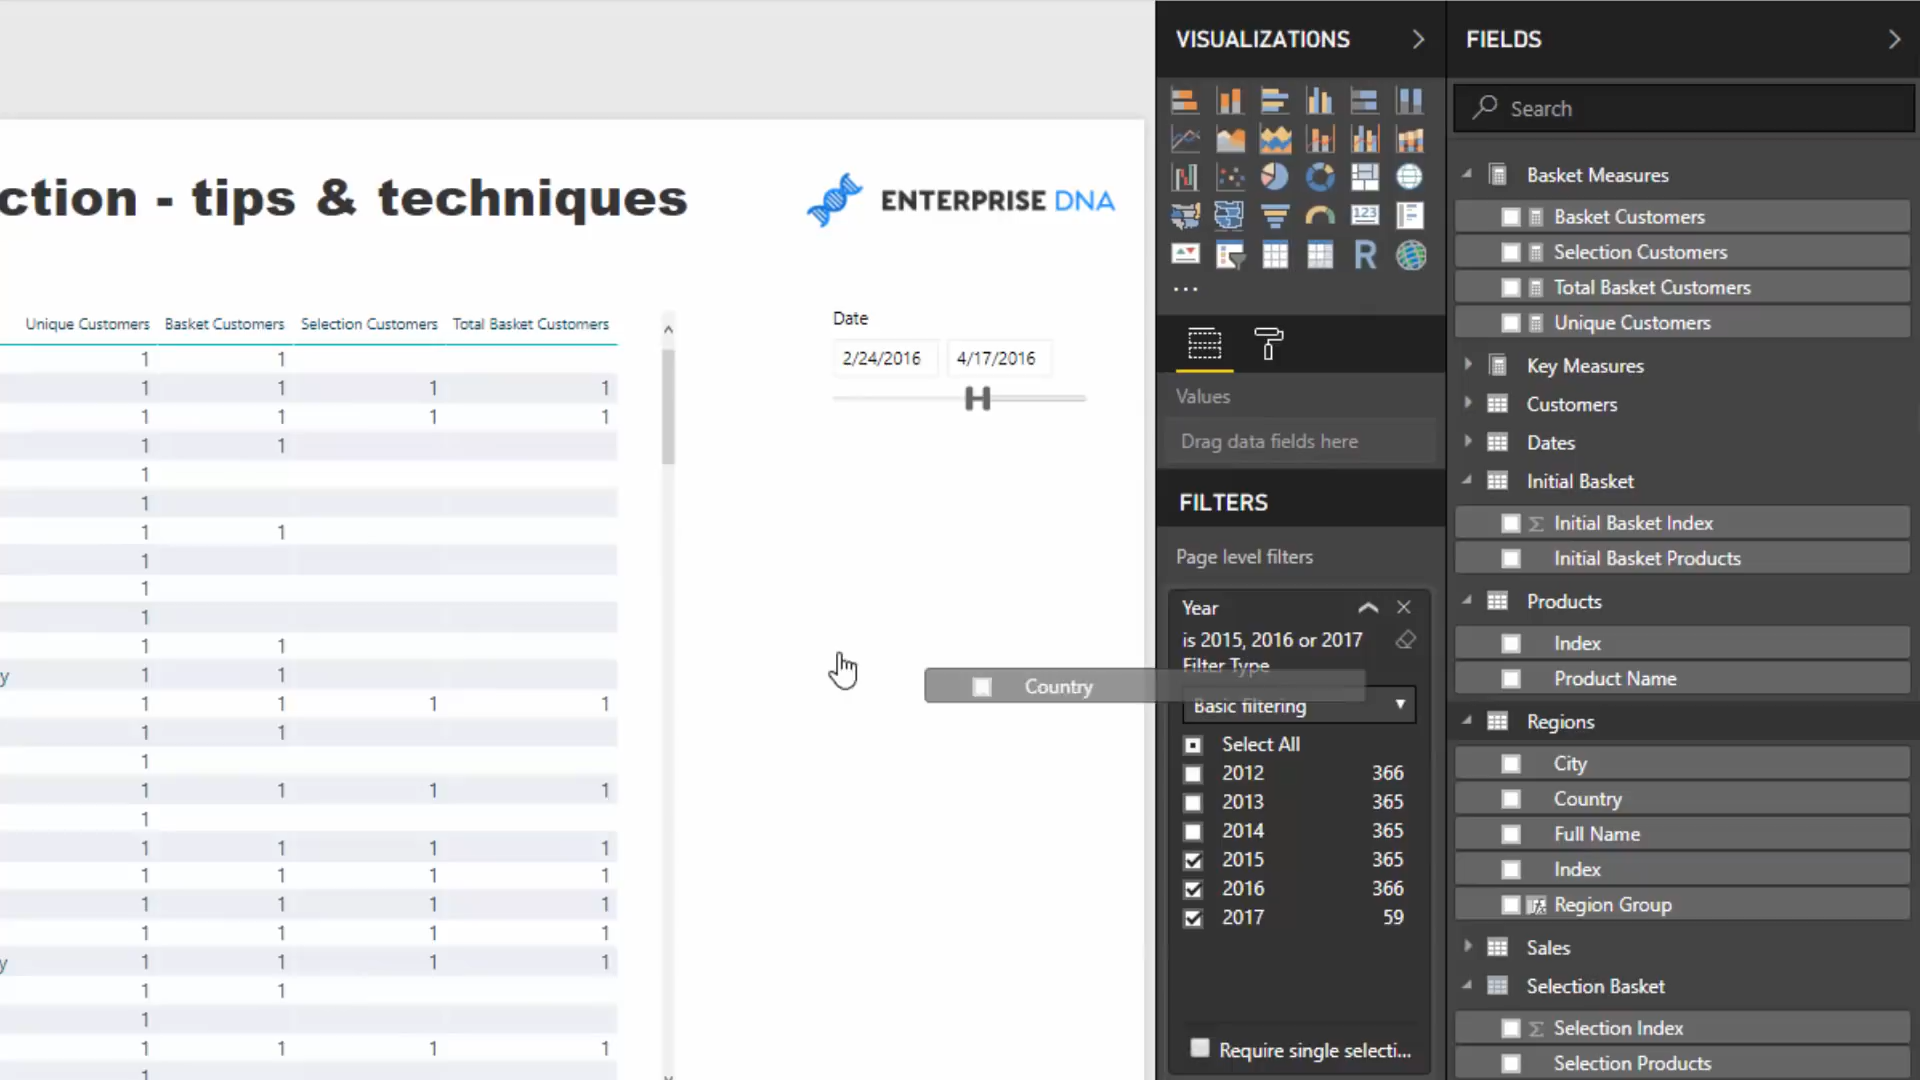 VISUALIZATIONS
FIELDS
Search
ction - tips & techniques
ENTERPRISE DNA
Unique Customers Basket Customers Selection Customers Total Basket Customers
1 1
1 1 1 1
1 1 1 1
1 1
1
1
1 1
1
1
1
1 1
y 1 1
1 1 1 1
1 1
1
1 1 1 1
1
1 1 1 1
1 1 1 1
1 1 1 1
1 1 1 1
y 1 1 1 1
1 1
1
1 1 1 1
1
Date
2/24/2016 4/17/2016
Country
123
R
...
Values
Drag data fields here
FILTERS
Page level filters
Year
is 2015, 2016 or 2017
Filter Type
Basic filtering
Select All
2012 366
2013 365
2014 365
2015 365
2016 366
2017 59
Require single selecti...
Basket Measures
Basket Customers
Selection Customers
Total Basket Customers
Unique Customers
Key Measures
Customers
Dates
Initial Basket
Σ Initial Basket Index
Initial Basket Products
Products
Index
Product Name
Regions
City
Country
Full Name
Index
Region Group
Sales
Selection Basket
Σ Selection Index
Selection Products